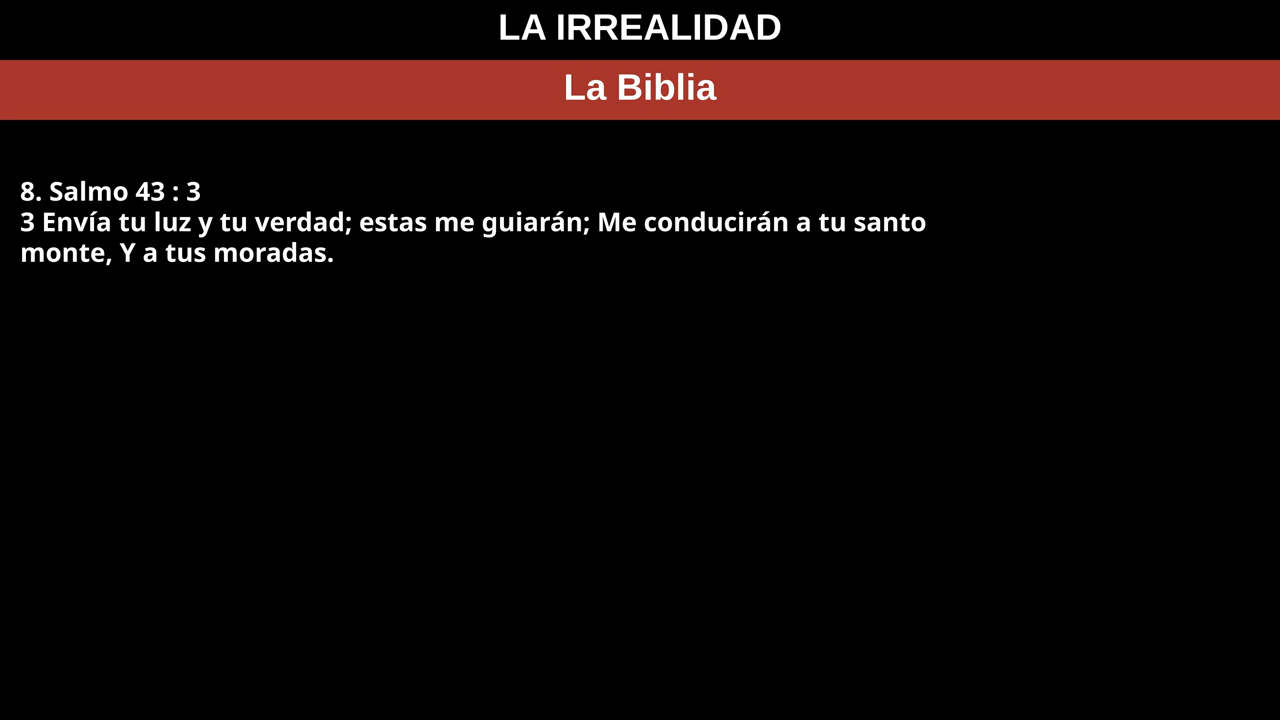 LA IRREALIDAD
La Biblia
8. Salmo 43 : 3
3 Envía tu luz y tu verdad; estas me guiarán; Me conducirán a tu santo
monte, Y a tus moradas.